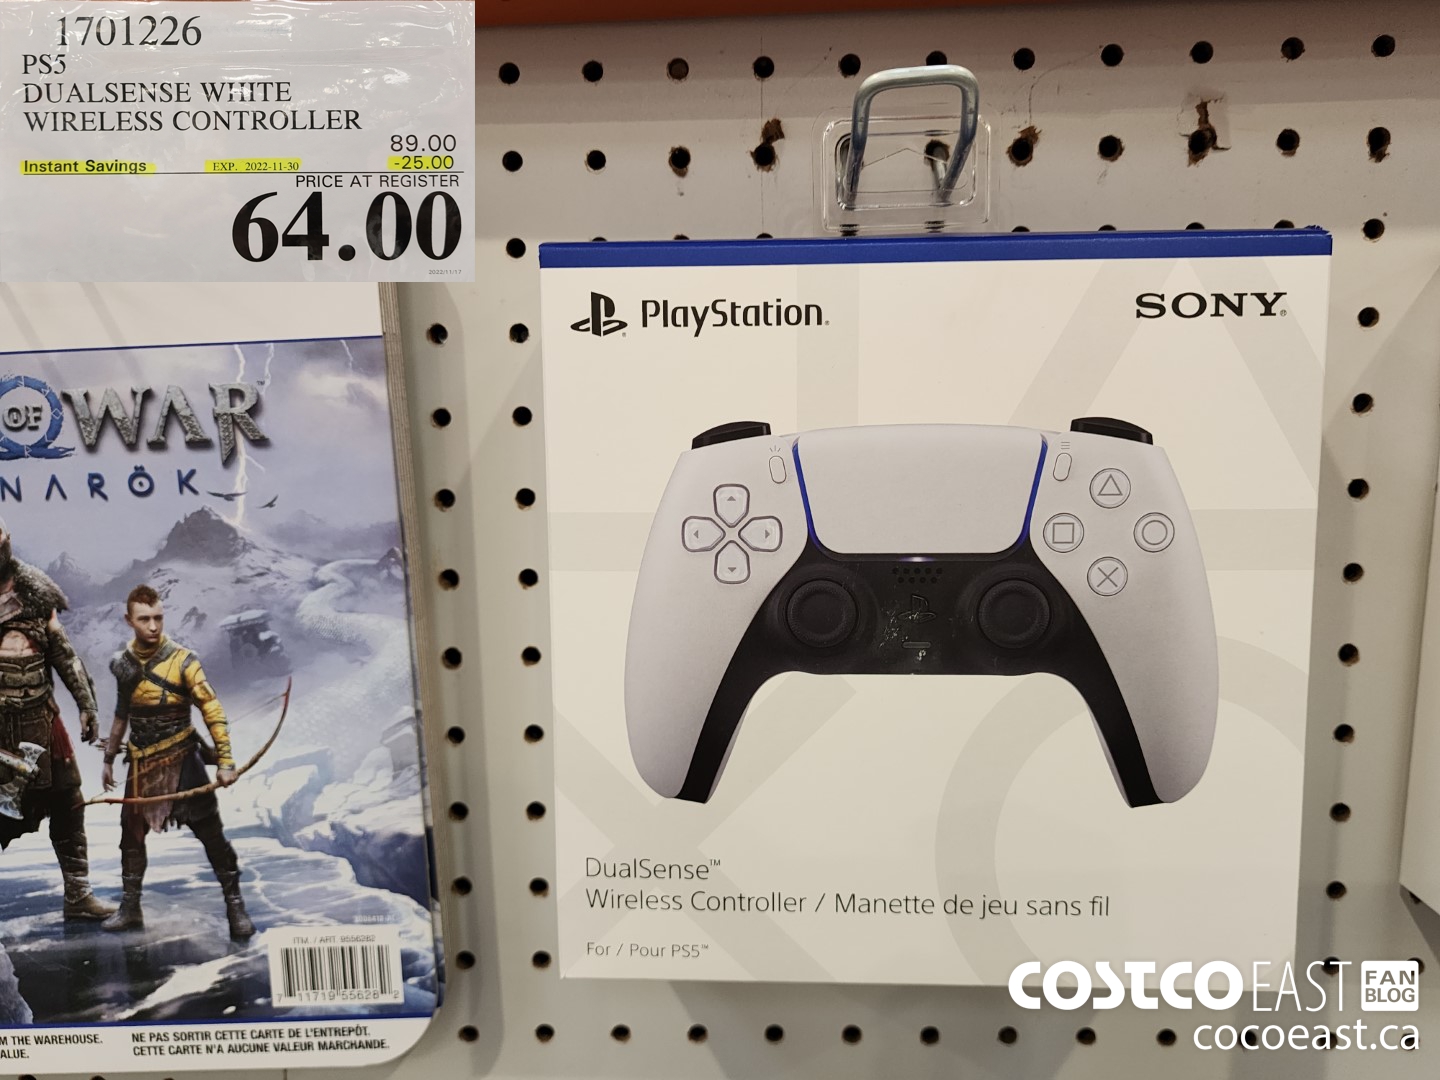 1701226
PS5
DUALSENSE WHITE
WIRELESS CONTROLLER
89.00
Instant Savings EXP. 2022-11-30 -25.00
PRICE AT REGISTER
64.00
2022/11/17
OF WAR
NARÖK
ITM. / ART. 9556262
7 11719 55628 2
M THE WAREHOUSE.
ALUE.
NE PAS SORTIR CETTE CARTE DE L'ENTREPÔT.
CETTE CARTE N'A AUCUNE VALEUR MARCHANDE.
PlayStation®
SONY®
DualSense™
Wireless Controller / Manette de jeu sans fil
For / Pour PS5™
COSTCO EAST FAN BLOG
cocoeast.ca